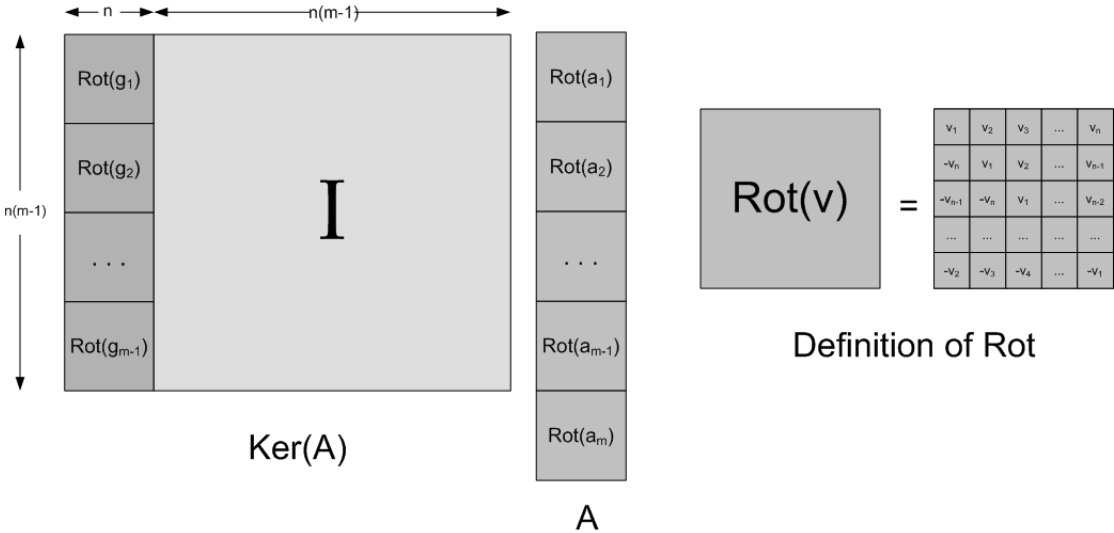 n
n(m-1)
n(m-1)
Rot(g₁)
Rot(g₂)
. . .
Rot(gₘ₋₁)
I
Ker(A)
Rot(a₁)
Rot(a₂)
. . .
Rot(aₘ₋₁)
Rot(aₘ)
A
Rot(v)
=
v₁ v₂ v₃ ... vₙ
-vₙ v₁ v₂ ... vₙ₋₁
-vₙ₋₁ -vₙ v₁ ... vₙ₋₂
... ... ... ... ...
-v₂ -v₃ -v₄ ... -v₁
Definition of Rot